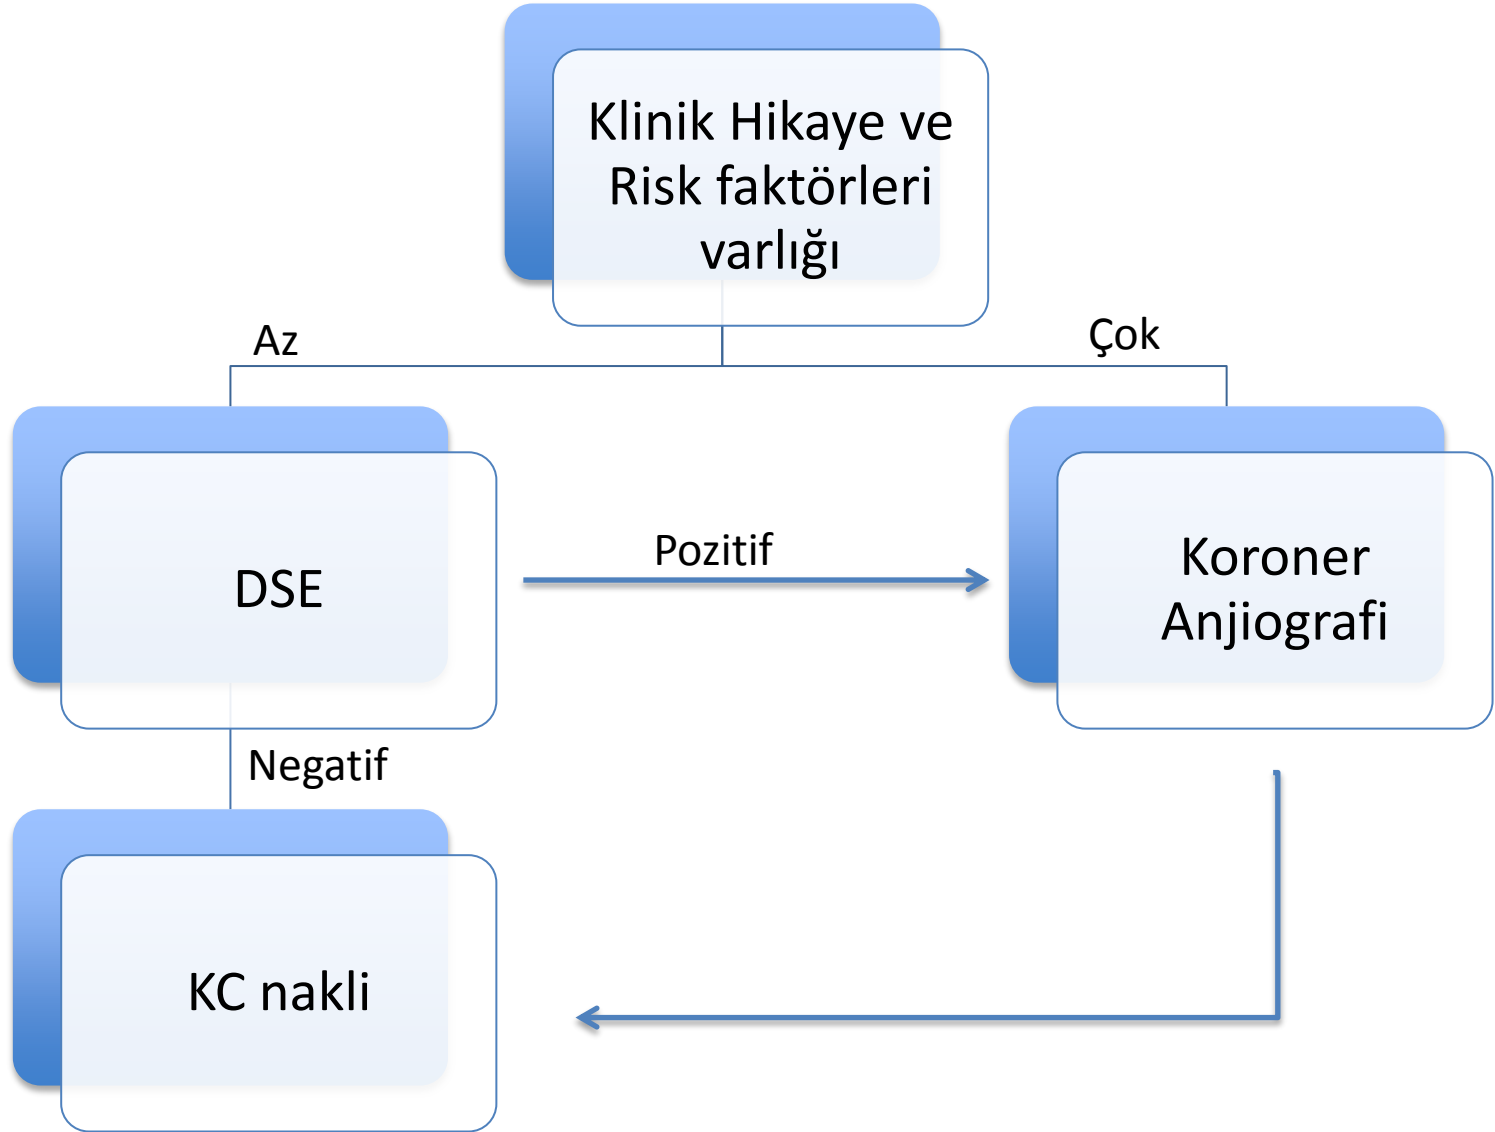 Klinik Hikaye ve
Risk faktörleri
varlığı
Az
Çok
DSE
Pozitif
Koroner
Anjiografi
Negatif
KC nakli